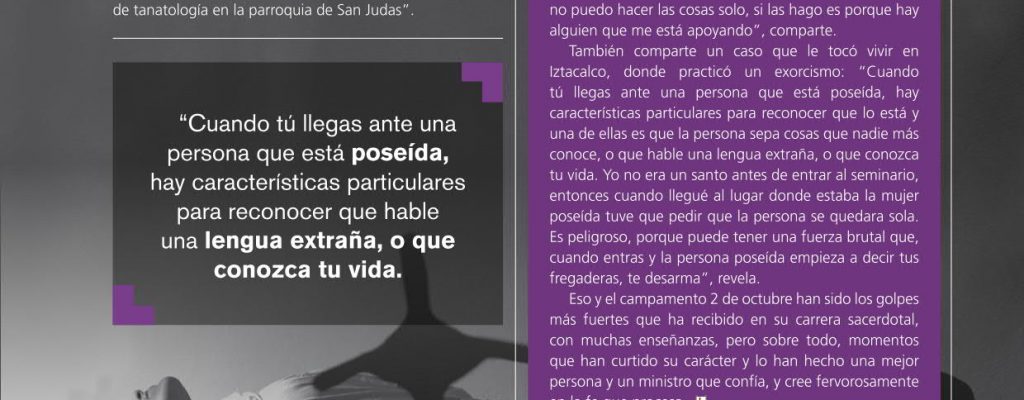 de tanatología en la parroquia de San Judas”.
“Cuando tú llegas ante una
persona que está poseída,
hay características particulares
para reconocer que hable
una lengua extraña, o que
conozca tu vida.
no puedo hacer las cosas solo, si las hago es porque hay
alguien que me está apoyando”, comparte.
También comparte un caso que le tocó vivir en
Iztacalco, donde practicó un exorcismo: “Cuando
tú llegas ante una persona que está poseída, hay
características particulares para reconocer que lo está y
una de ellas es que la persona sepa cosas que nadie más
conoce, o que hable una lengua extraña, o que conozca
tu vida. Yo no era un santo antes de entrar al seminario,
entonces cuando llegué al lugar donde estaba la mujer
poseída tuve que pedir que la persona se quedara sola.
Es peligroso, porque puede tener una fuerza brutal que,
cuando entras y la persona poseída empieza a decir tus
fregaderas, te desarma”, revela.
Eso y el campamento 2 de octubre han sido los golpes
más fuertes que ha recibido en su carrera sacerdotal,
con muchas enseñanzas, pero sobre todo, momentos
que han curtido su carácter y lo han hecho una mejor
persona y un ministro que confía, y cree fervorosamente